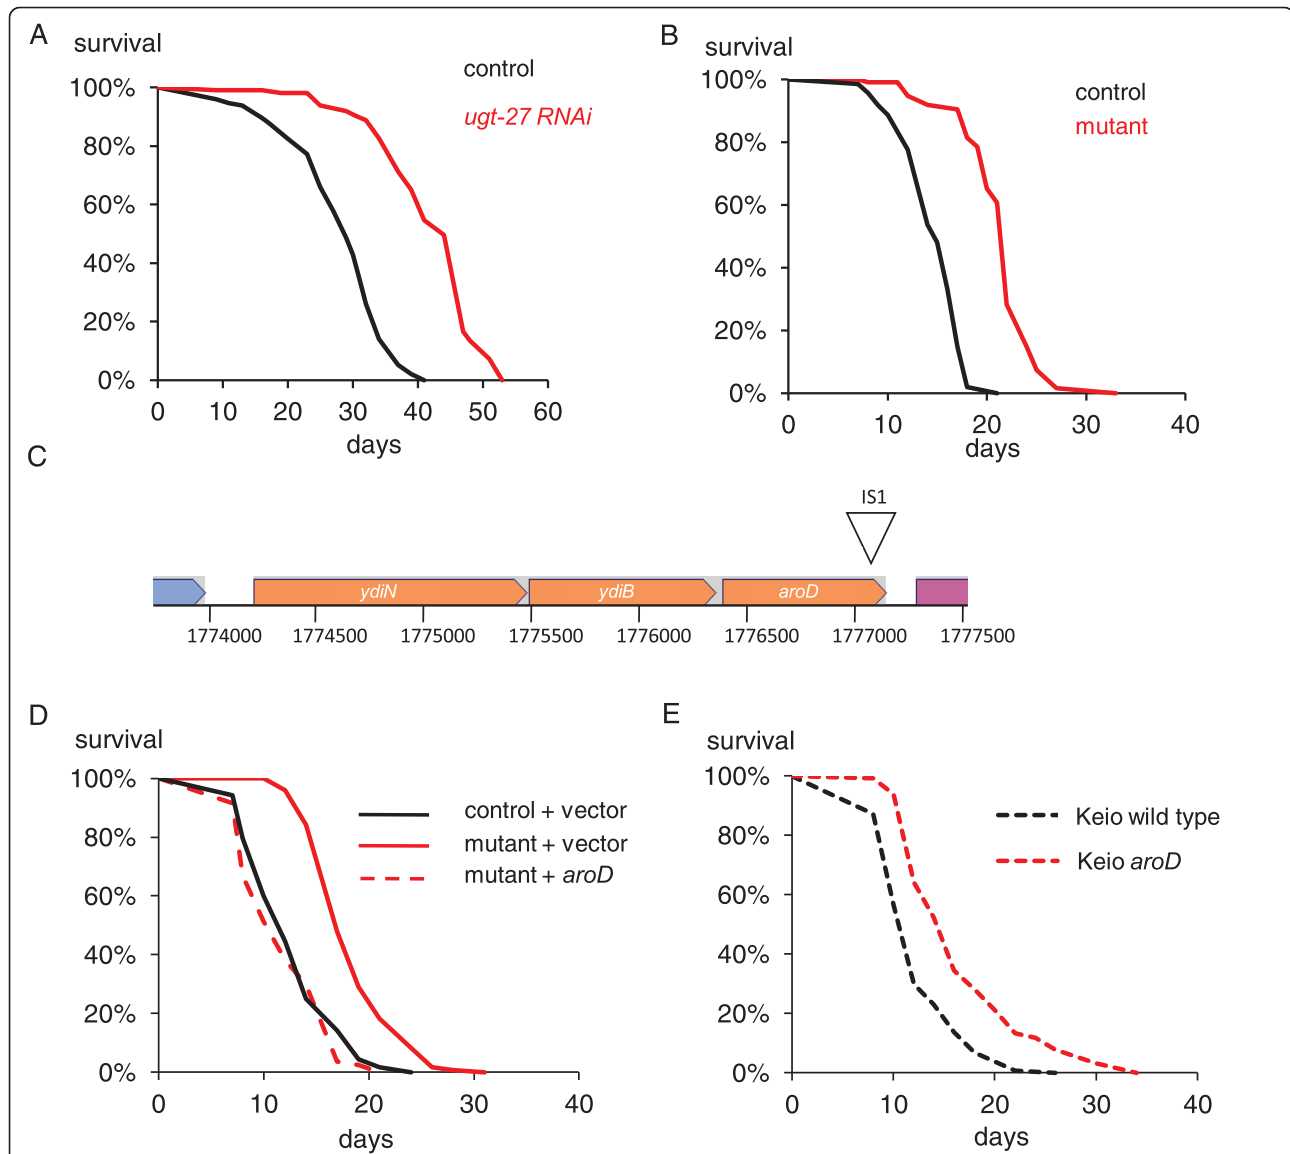 A
survival
control
ugt-27 RNAi
100%
80%
60%
40%
20%
0%
0 10 20 30 40 50 60
days
B
survival
control
mutant
100%
80%
60%
40%
20%
0%
0 10 20 30 40
days
C
IS1
ydiN ydiB aroD
1774000 1774500 1775000 1775500 1776000 1776500 1777000 1777500
D
survival
100%
80%
60%
40%
20%
0%
control + vector
mutant + vector
mutant + aroD
0 10 20 30 40
days
E
survival
100%
80%
60%
40%
20%
0%
Keio wild type
Keio aroD
0 10 20 30 40
days